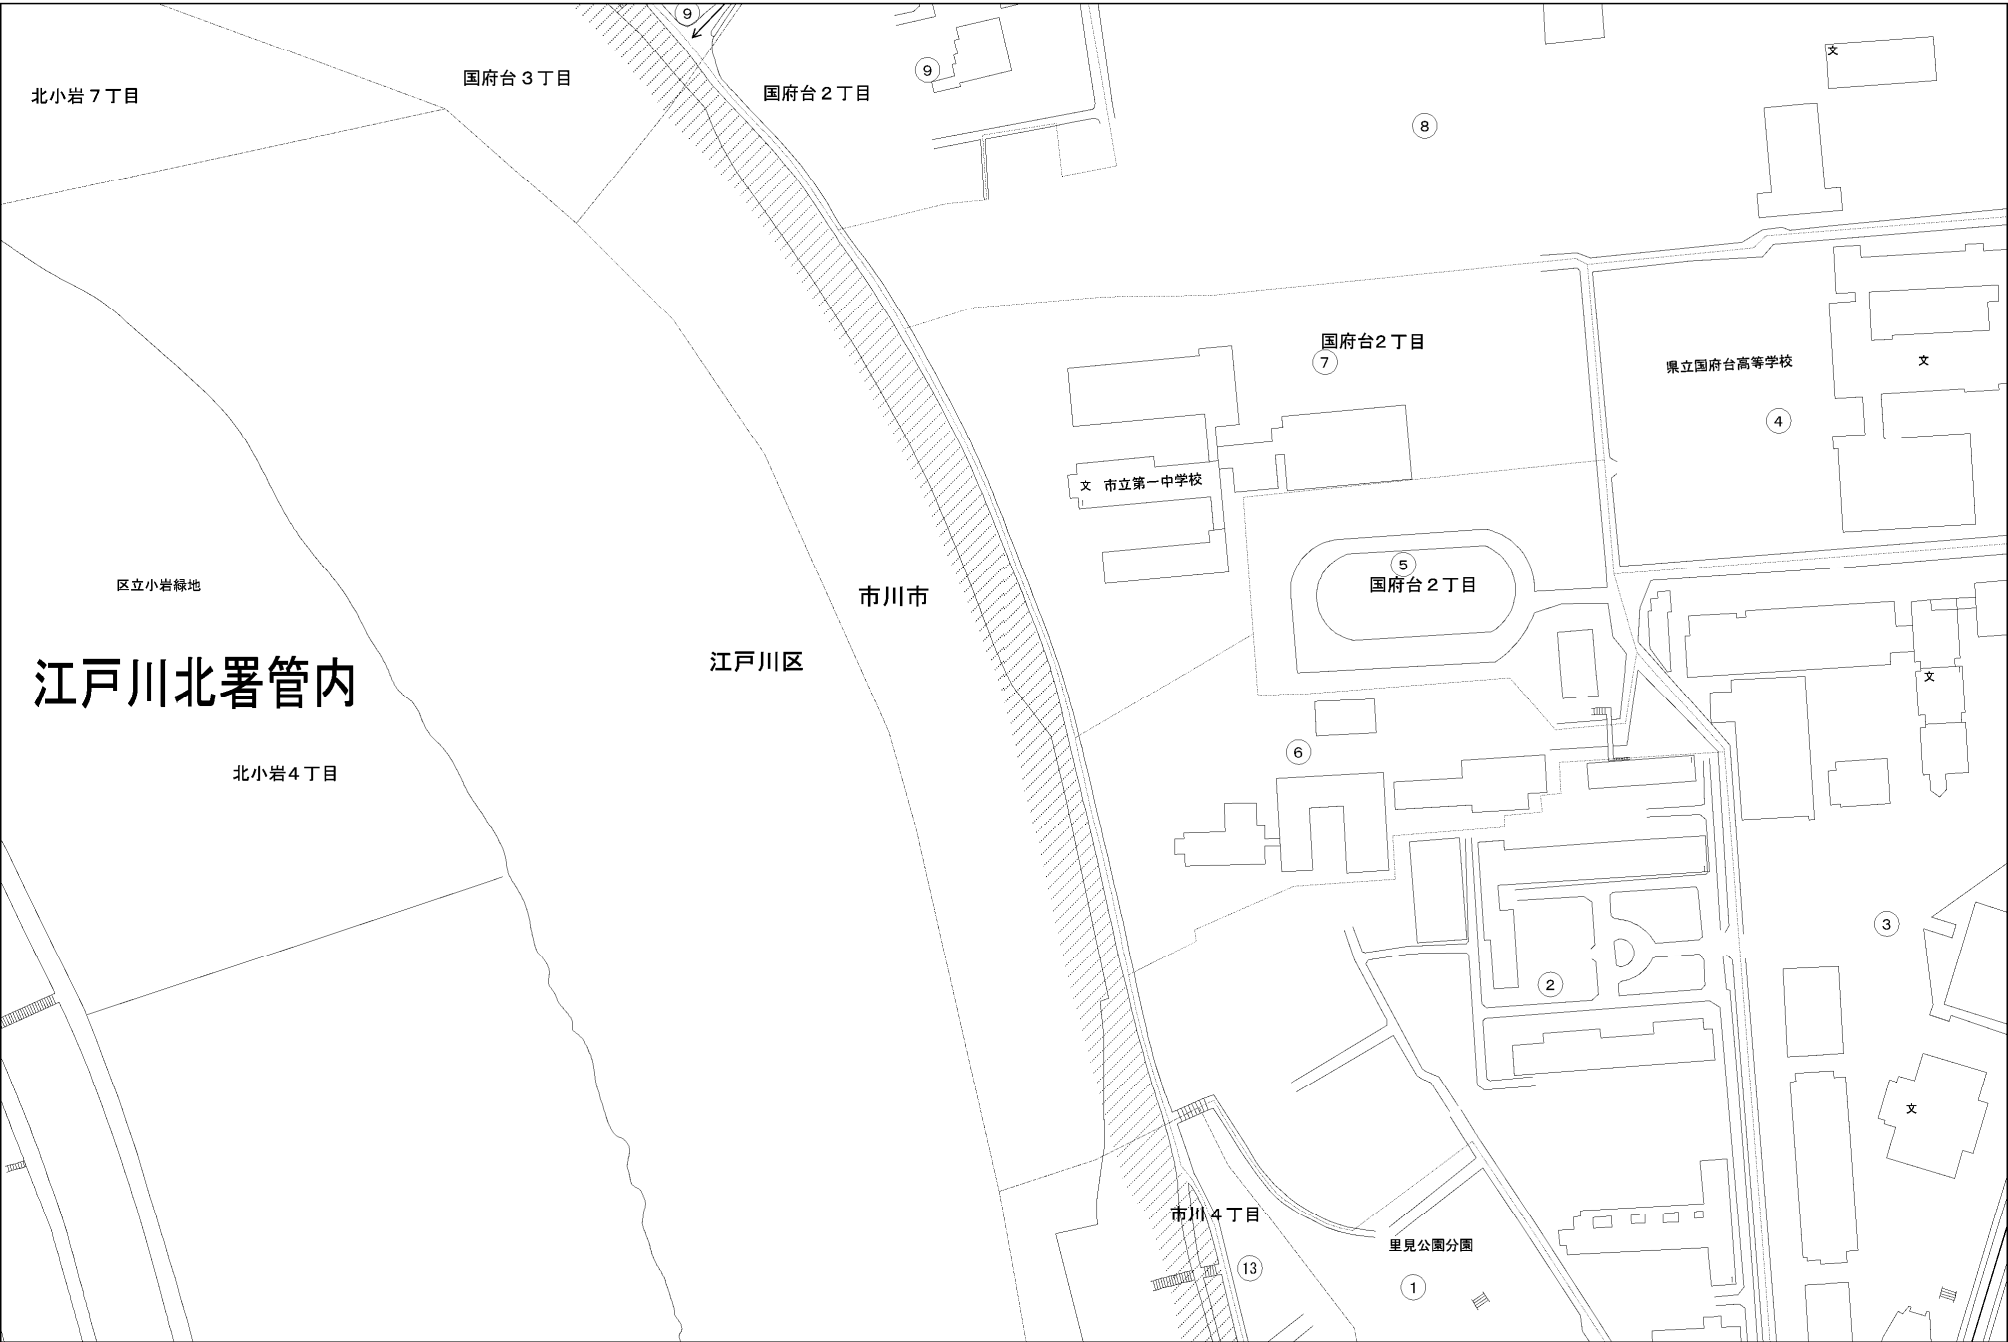 ⑨
北小岩７丁目
国府台３丁目
国府台２丁目
⑨
⑧
文
国府台２丁目
⑦
県立国府台高等学校
文
④
文 市立第一中学校
⑤
国府台２丁目
区立小岩緑地
市川市
江戸川区
江戸川北署管内
文
⑥
北小岩４丁目
③
②
文
市川４丁目
里見公園分園
⑬
①